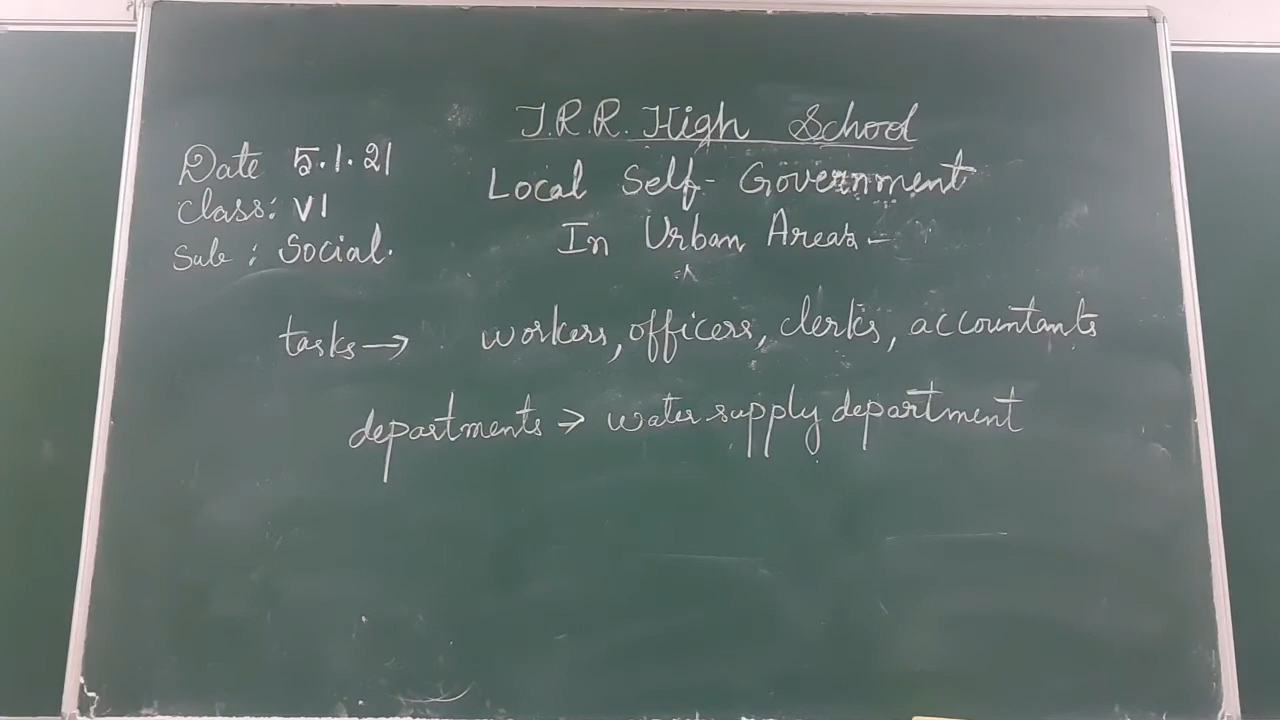 T.R.R. High School
Date 5.1.21
Class: VI
Sub : Social.
Local Self-Government
In Urban Areas -
tasks → workers, officers, clerks, accountants
departments → water supply department